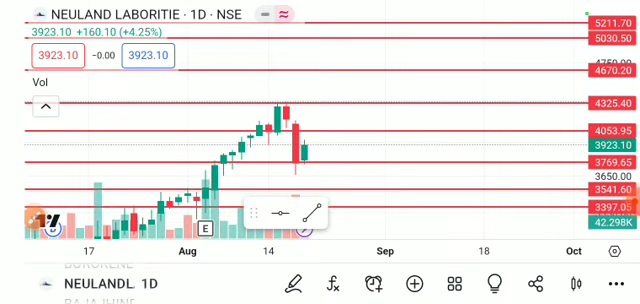 NEULAND LABORITIE · 1D · NSE
3923.10 +160.10 (+4.25%)
3923.10 −0.00 3923.10
Vol
5211.70
5030.50
4670.20
4325.40
4053.95
3923.10
3769.65
3650.00
3541.60
3397.05
42.298K
E
17 Aug 14 Sep 18 Oct
NEULANDL 1D